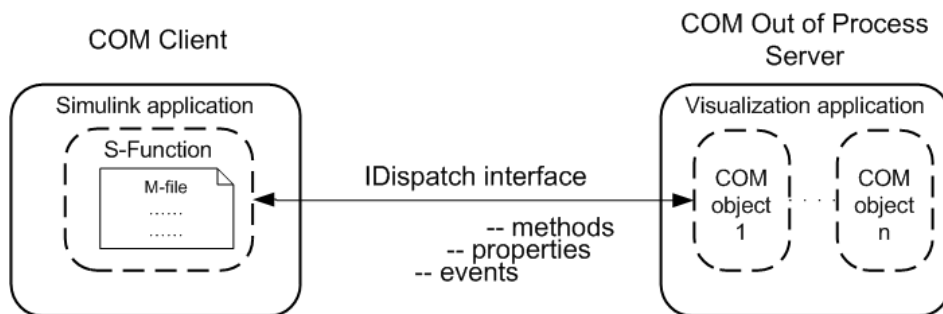 COM Client
Simulink application
S-Function
M-file
......
......
IDispatch interface
-- methods
-- properties
-- events
COM Out of Process
Server
Visualization application
COM
object
1
. . . .
COM
object
n